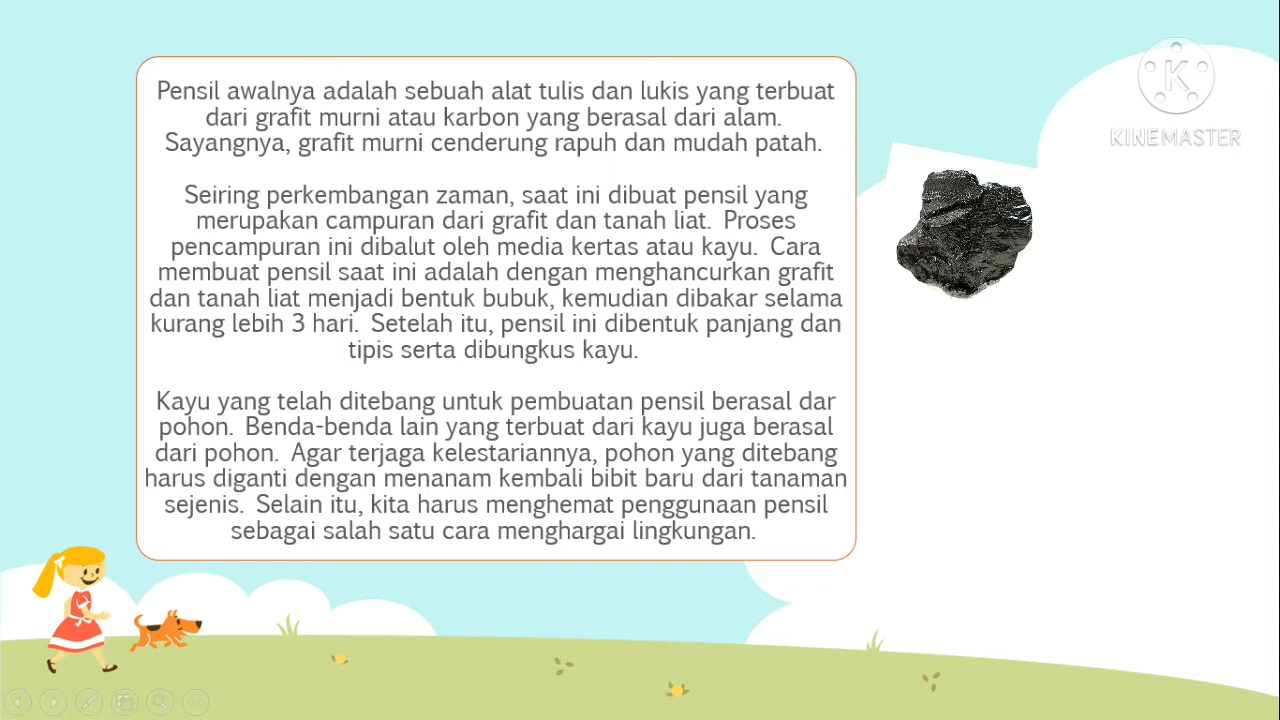 Pensil awalnya adalah sebuah alat tulis dan lukis yang terbuat
dari grafit murni atau karbon yang berasal dari alam.
Sayangnya, grafit murni cenderung rapuh dan mudah patah.
Seiring perkembangan zaman, saat ini dibuat pensil yang
merupakan campuran dari grafit dan tanah liat. Proses
pencampuran ini dibalut oleh media kertas atau kayu. Cara
membuat pensil saat ini adalah dengan menghancurkan grafit
dan tanah liat menjadi bentuk bubuk, kemudian dibakar selama
kurang lebih 3 hari. Setelah itu, pensil ini dibentuk panjang dan
tipis serta dibungkus kayu.
Kayu yang telah ditebang untuk pembuatan pensil berasal dar
pohon. Benda-benda lain yang terbuat dari kayu juga berasal
dari pohon. Agar terjaga kelestariannya, pohon yang ditebang
harus diganti dengan menanam kembali bibit baru dari tanaman
sejenis. Selain itu, kita harus menghemat penggunaan pensil
sebagai salah satu cara menghargai lingkungan.
K
KINEMASTER